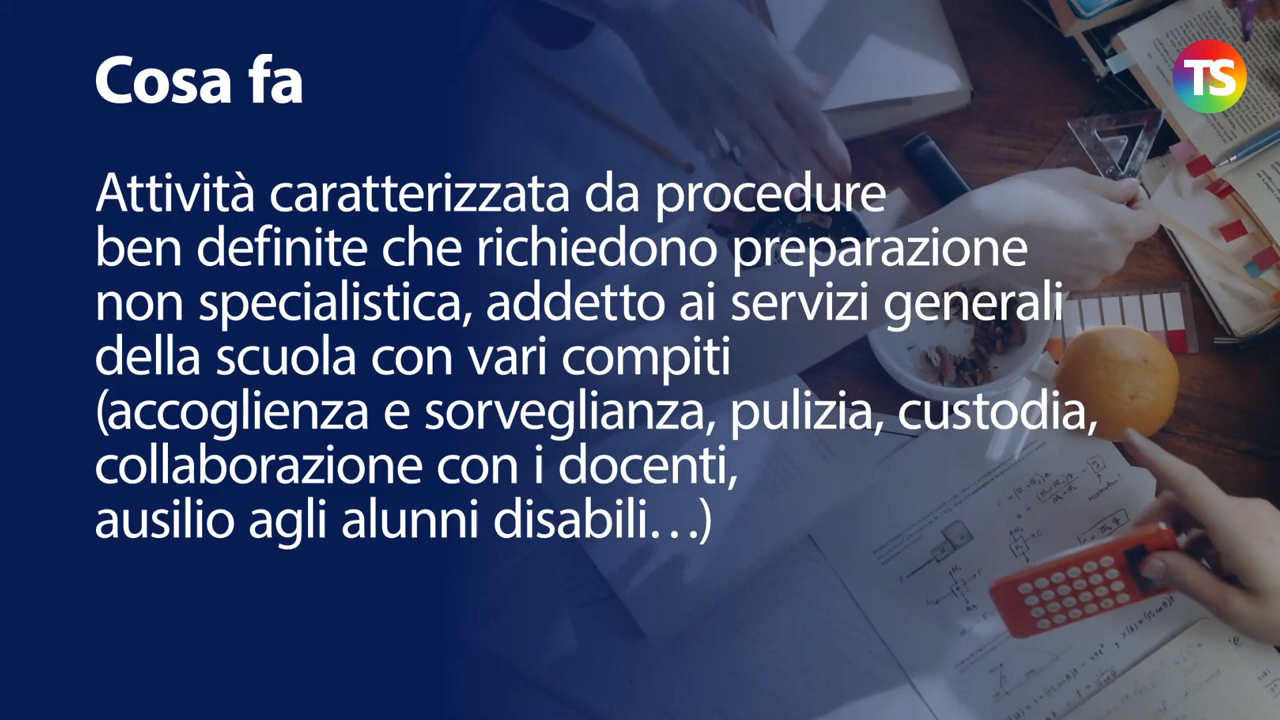 Cosa fa
TS
Attività caratterizzata da procedure
ben definite che richiedono preparazione
non specialistica, addetto ai servizi generali
della scuola con vari compiti
(accoglienza e sorveglianza, pulizia, custodia,
collaborazione con i docenti,
ausilio agli alunni disabili…)